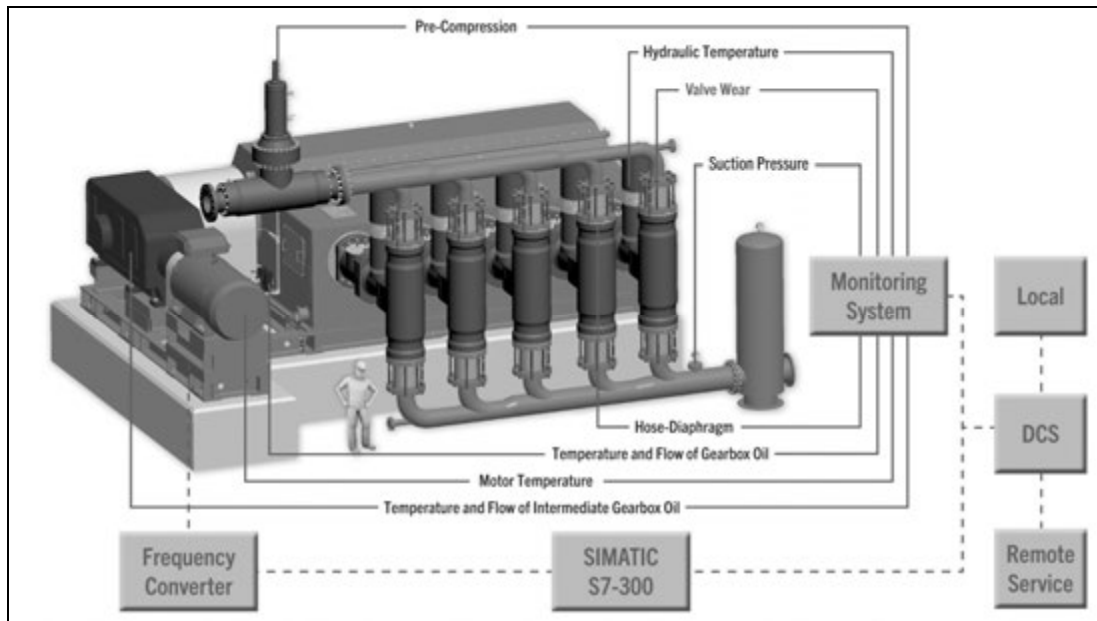 Pre-Compression
Hydraulic Temperature
Valve Wear
Suction Pressure
Monitoring
System
Local
Hose-Diaphragm
DCS
Temperature and Flow of Gearbox Oil
Motor Temperature
Temperature and Flow of Intermediate Gearbox Oil
Frequency
Converter
SIMATIC
S7-300
Remote
Service